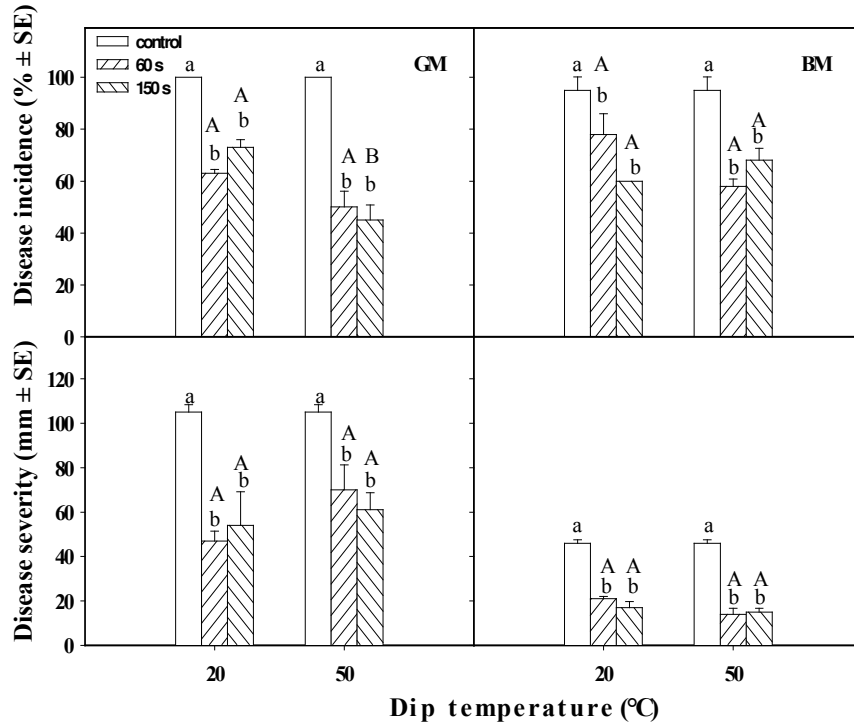 control
60 s
150 s
GM
BM
Disease incidence (% ± SE)
100
80
60
40
20
0
a
A
b
A
b
a
A
b
B
b
a
A
b
A
b
a
A
b
A
b
Disease severity (mm ± SE)
120
100
80
60
40
20
0
a
A
b
A
b
a
A
b
A
b
a
A
b
A
b
a
A
b
A
b
20
50
20
50
Dip temperature (°C)